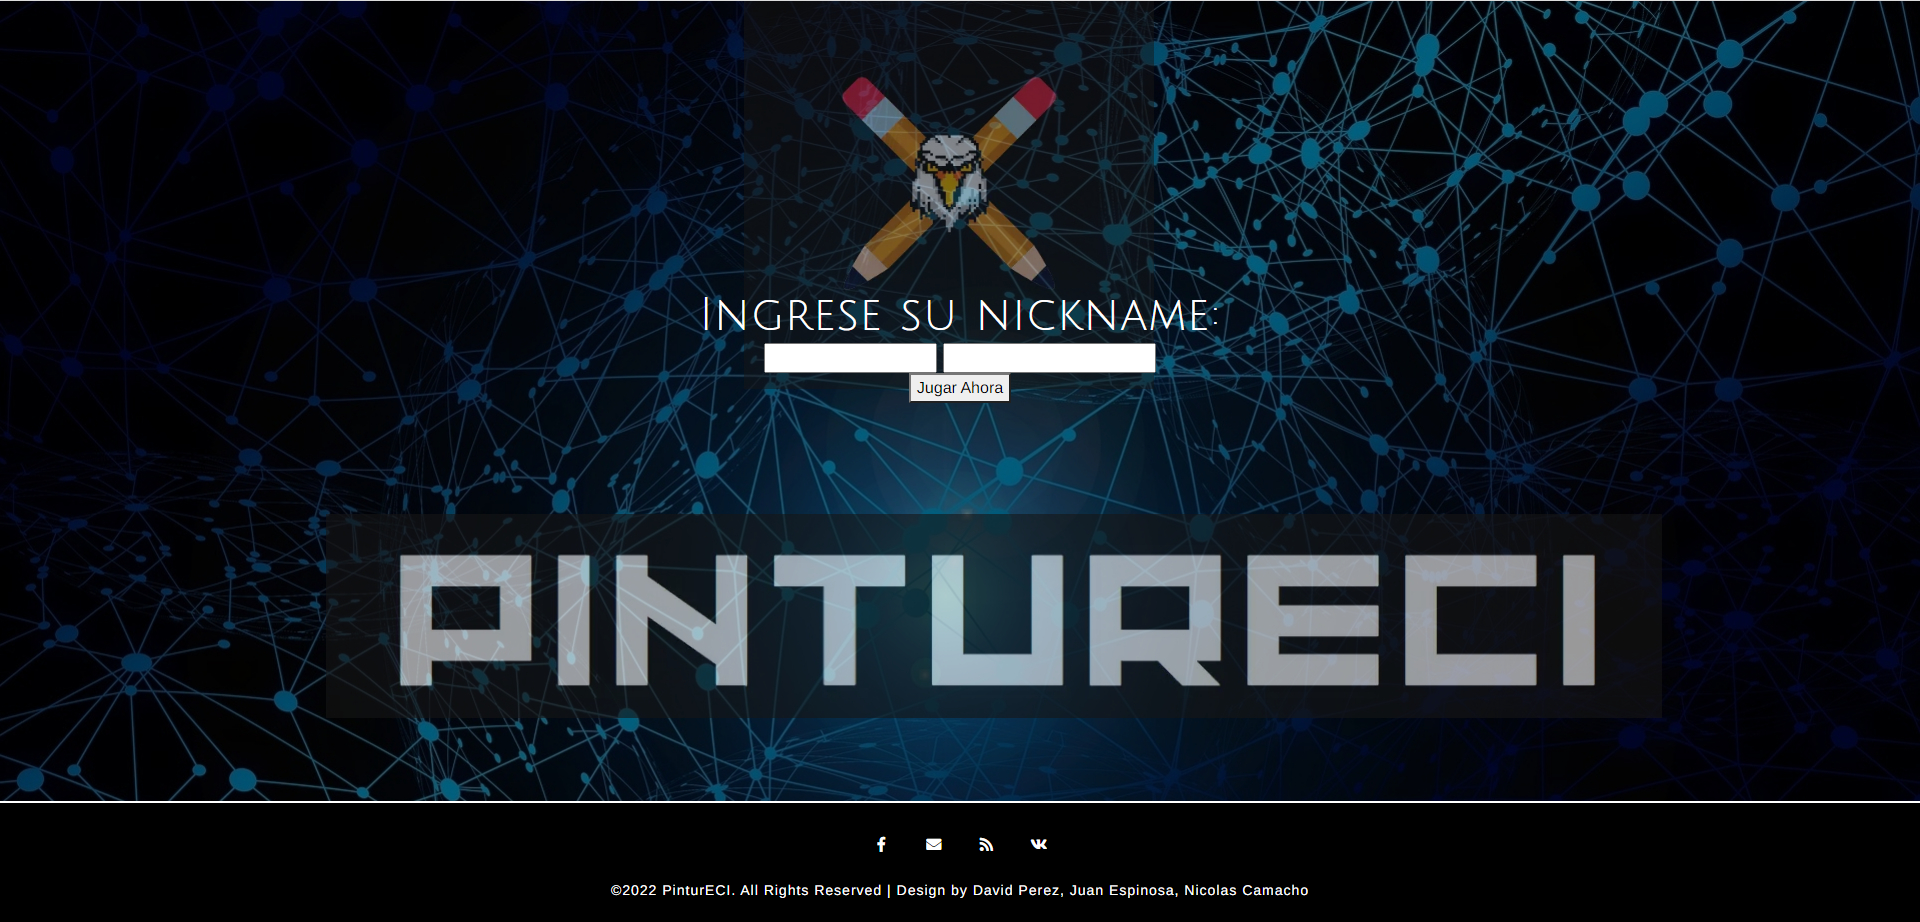 Ingrese su nickname:
Jugar Ahora
PINTURECI
©2022 PinturECI. All Rights Reserved | Design by David Perez, Juan Espinosa, Nicolas Camacho